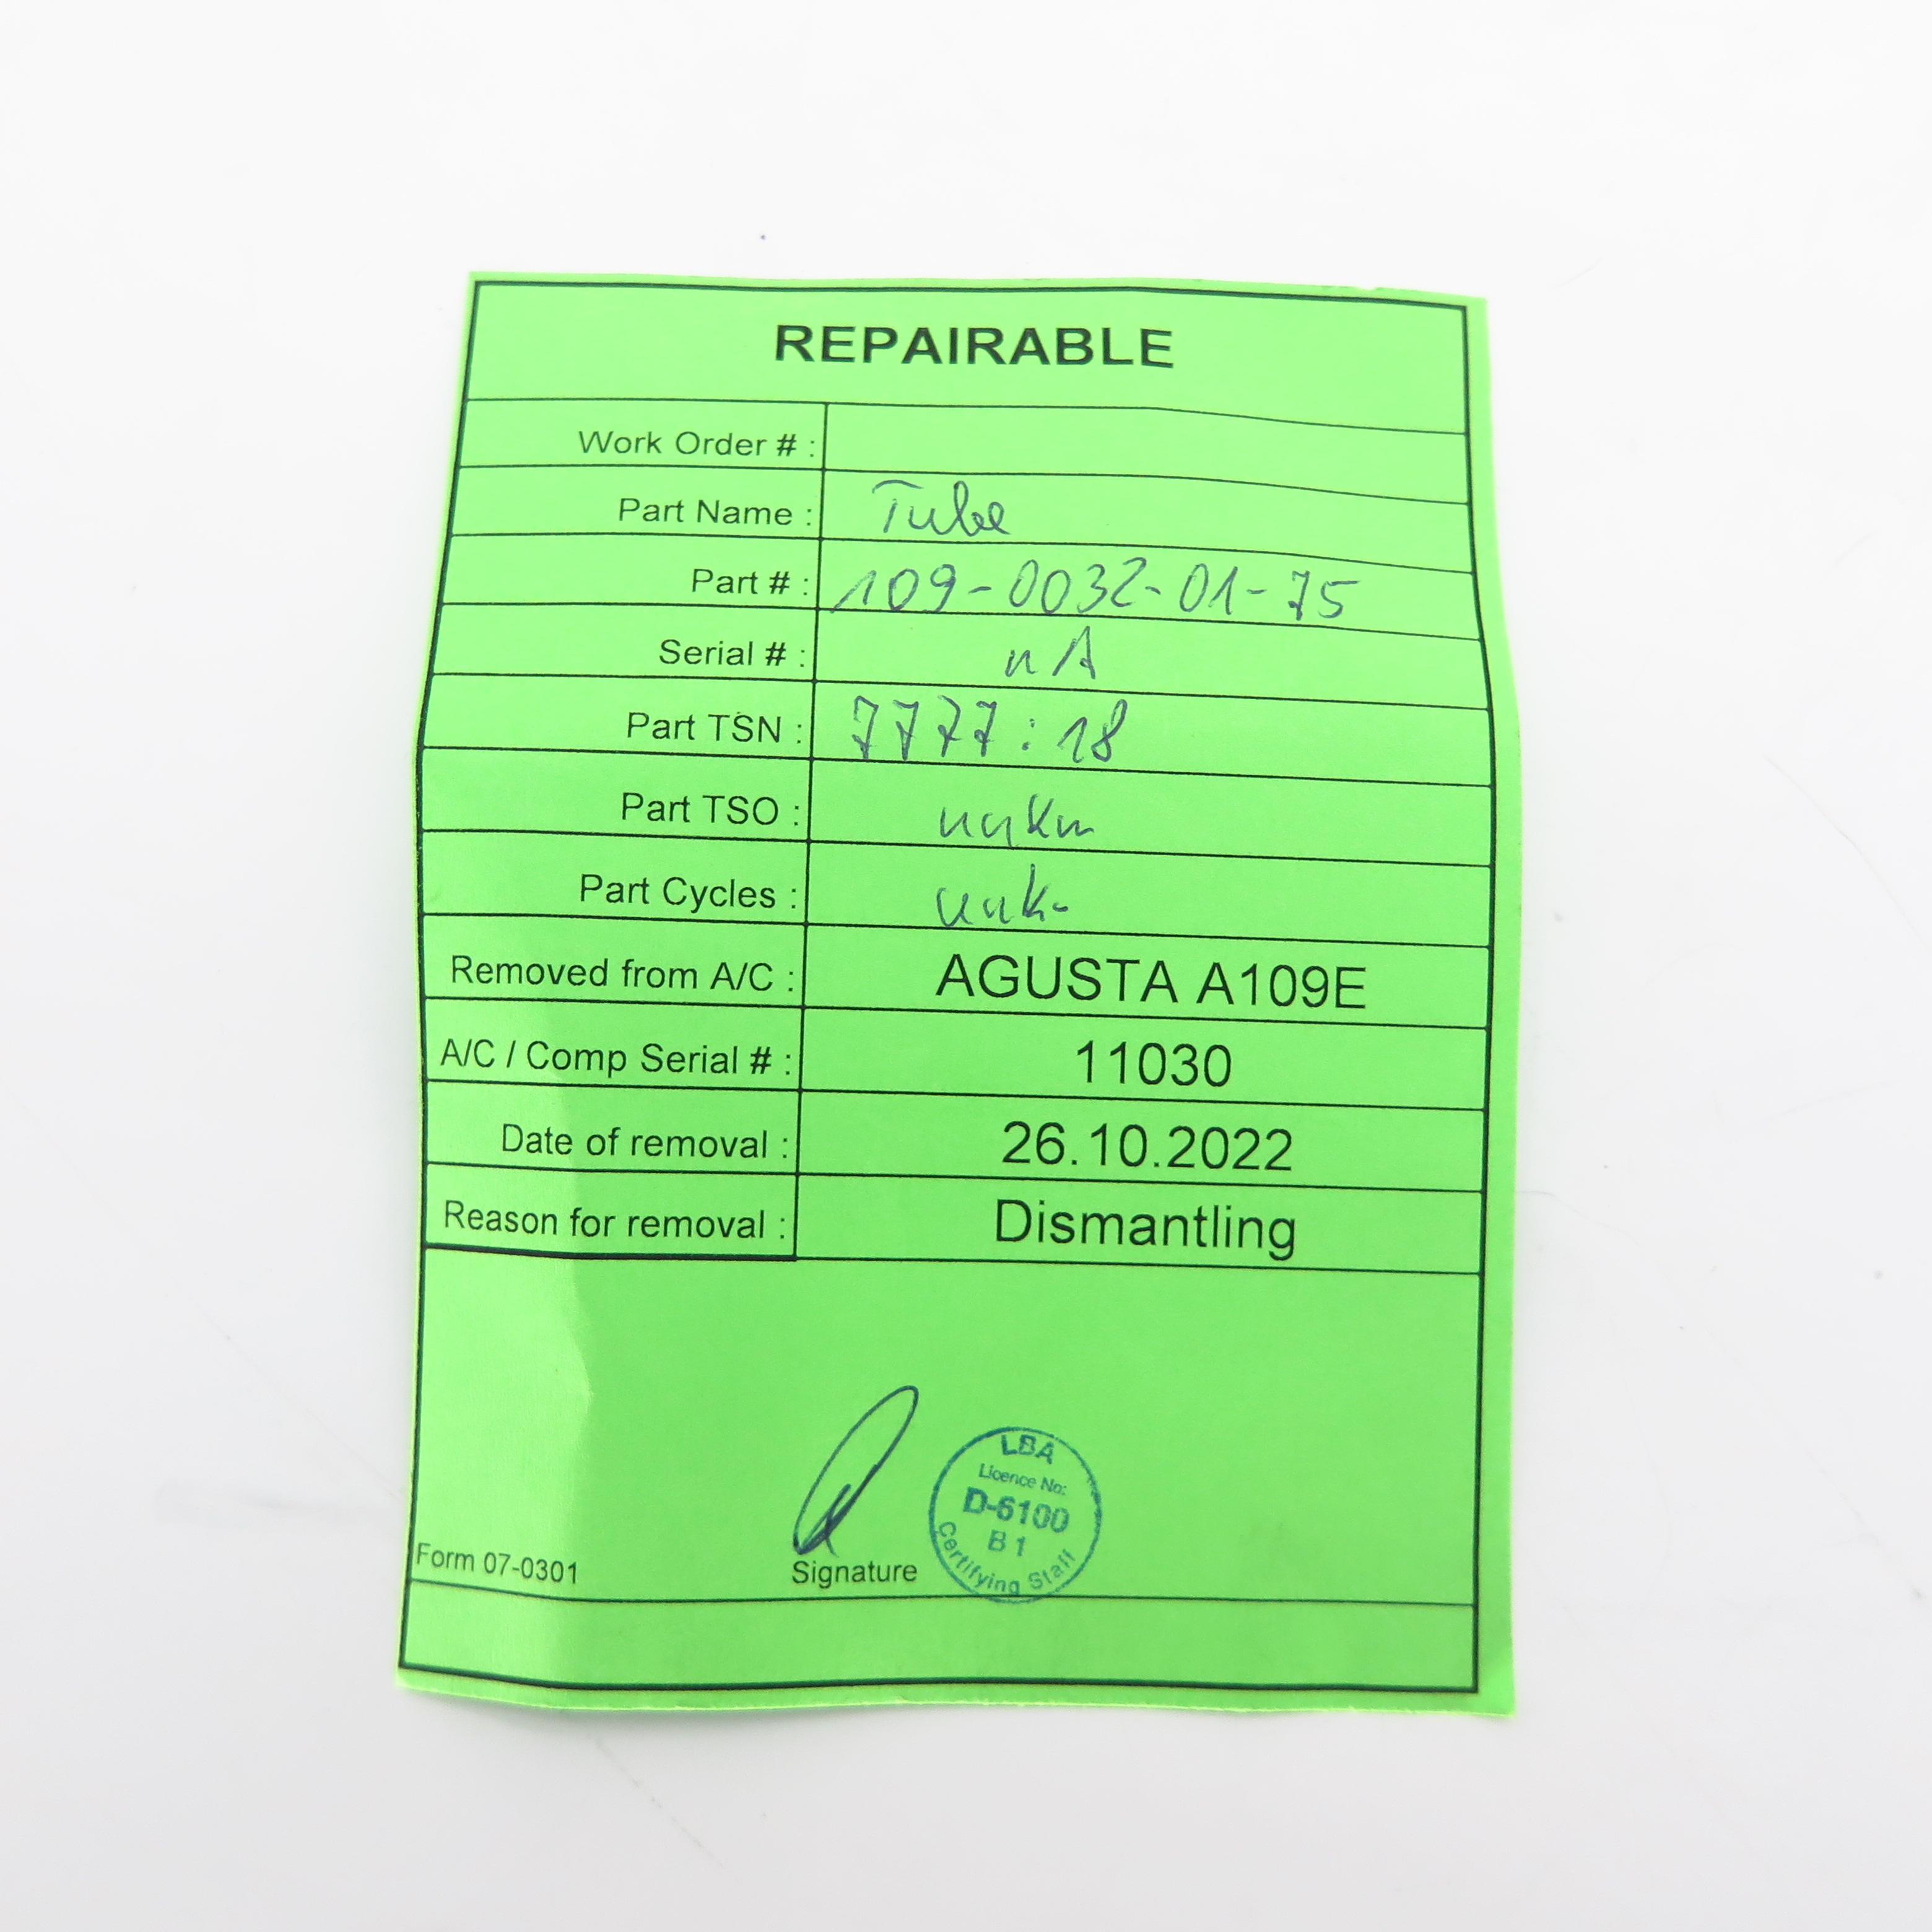 REPAIRABLE
Work Order # :
Part Name : Tube
Part # : 109-0032-01-75
Serial # : nA
Part TSN : 7777:18
Part TSO : unkn
Part Cycles : unk-
Removed from A/C : AGUSTA A109E
A/C / Comp Serial # : 11030
Date of removal : 26.10.2022
Reason for removal : Dismantling
LBA
Licence No:
D-6100
B 1
Certifying Staff
Form 07-0301 Signature